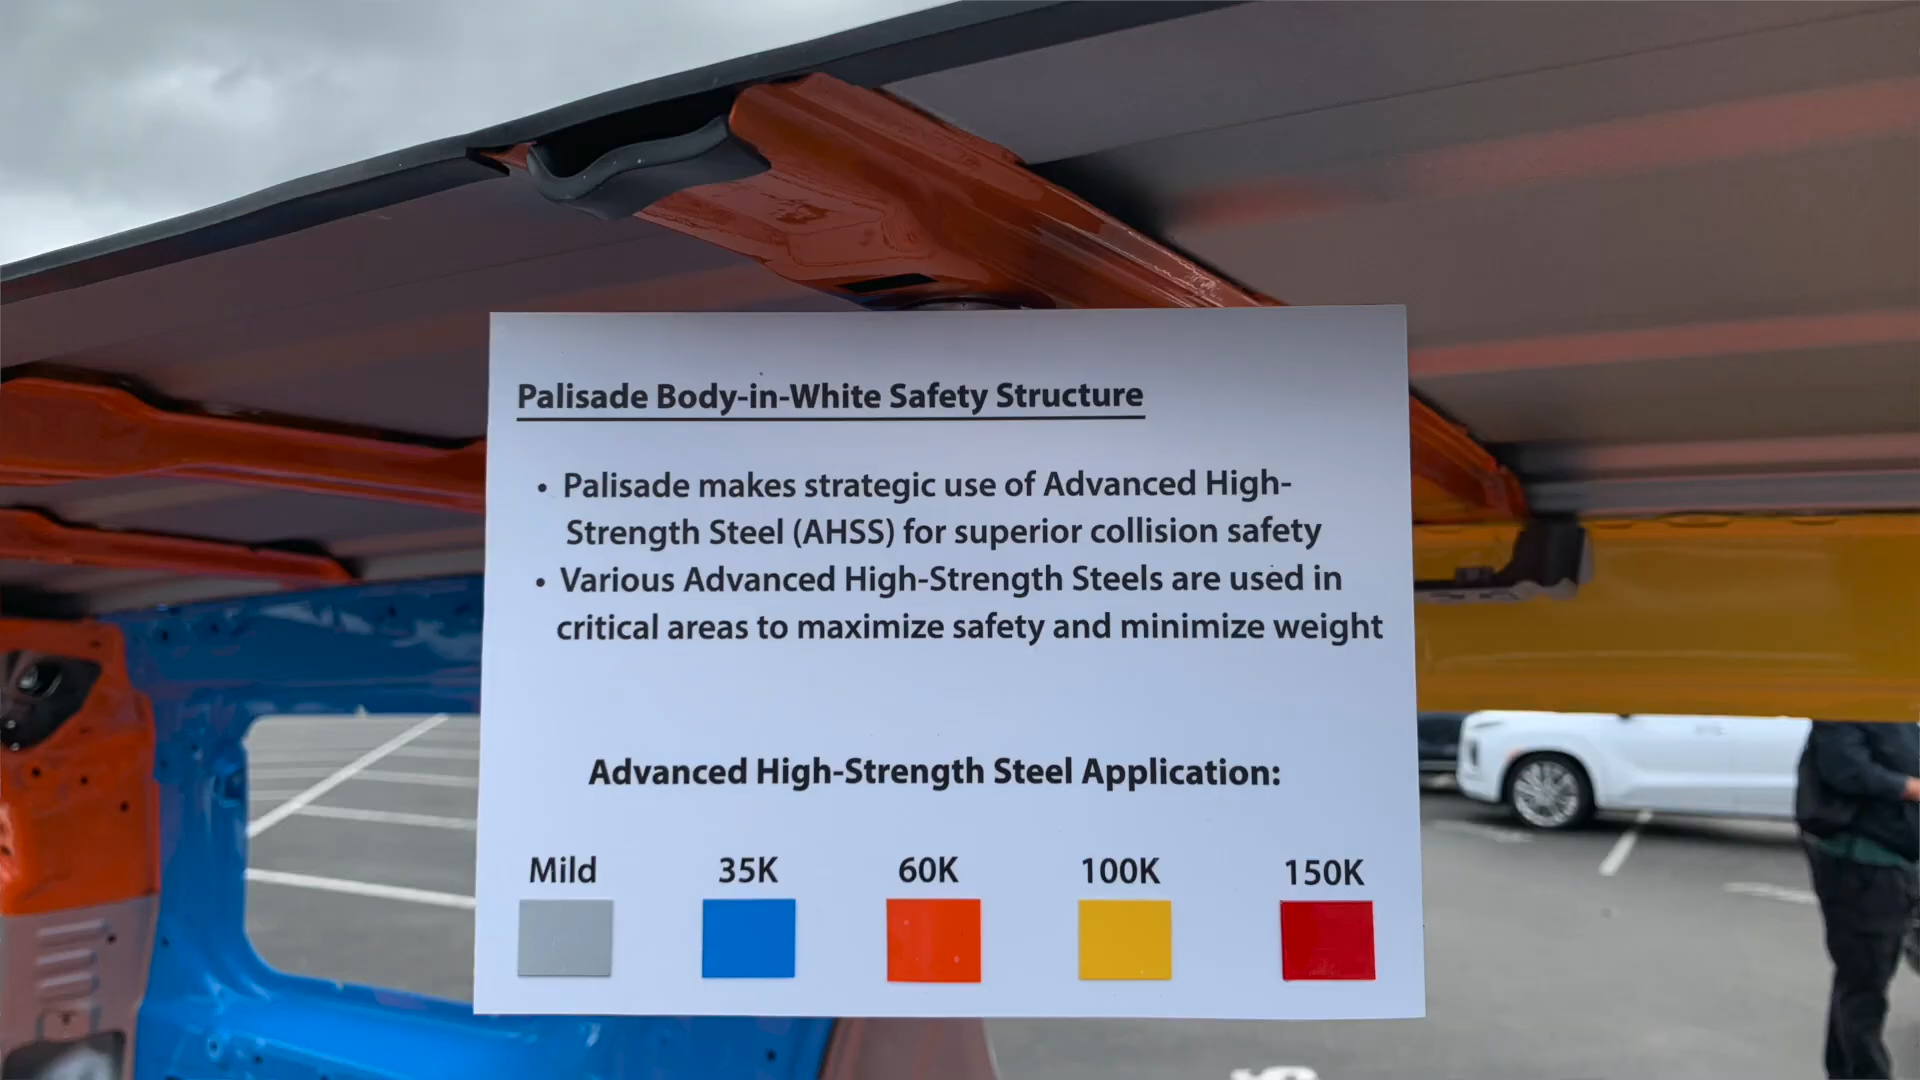 Palisade Body-in-White Safety Structure
• Palisade makes strategic use of Advanced High-
Strength Steel (AHSS) for superior collision safety
• Various Advanced High-Strength Steels are used in
critical areas to maximize safety and minimize weight
Advanced High-Strength Steel Application:
Mild 35K 60K 100K 150K